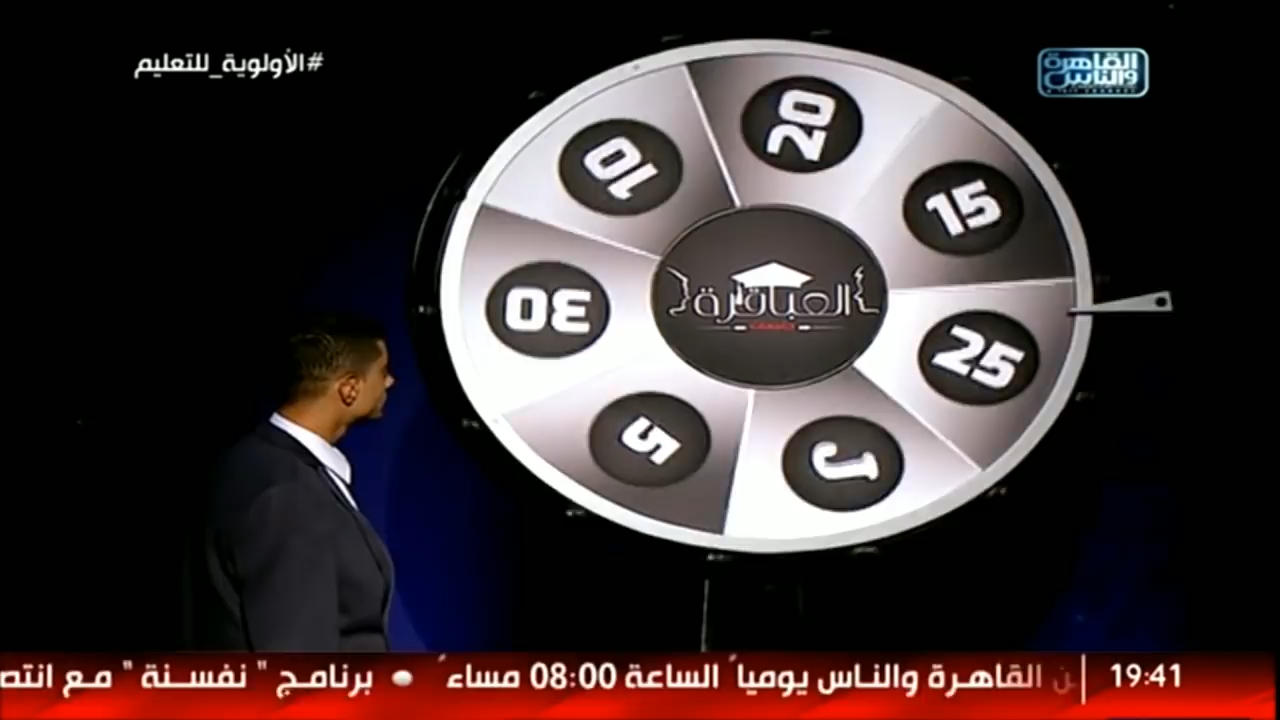 #الأولوية_للتعليم
القاهرة
والناس
20
10
15
30
العباقرة
جامعات
25
5
J
القاهرة والناس يومياً الساعة 08:00 مساءً • برنامج " نفسنة " مع
19:41